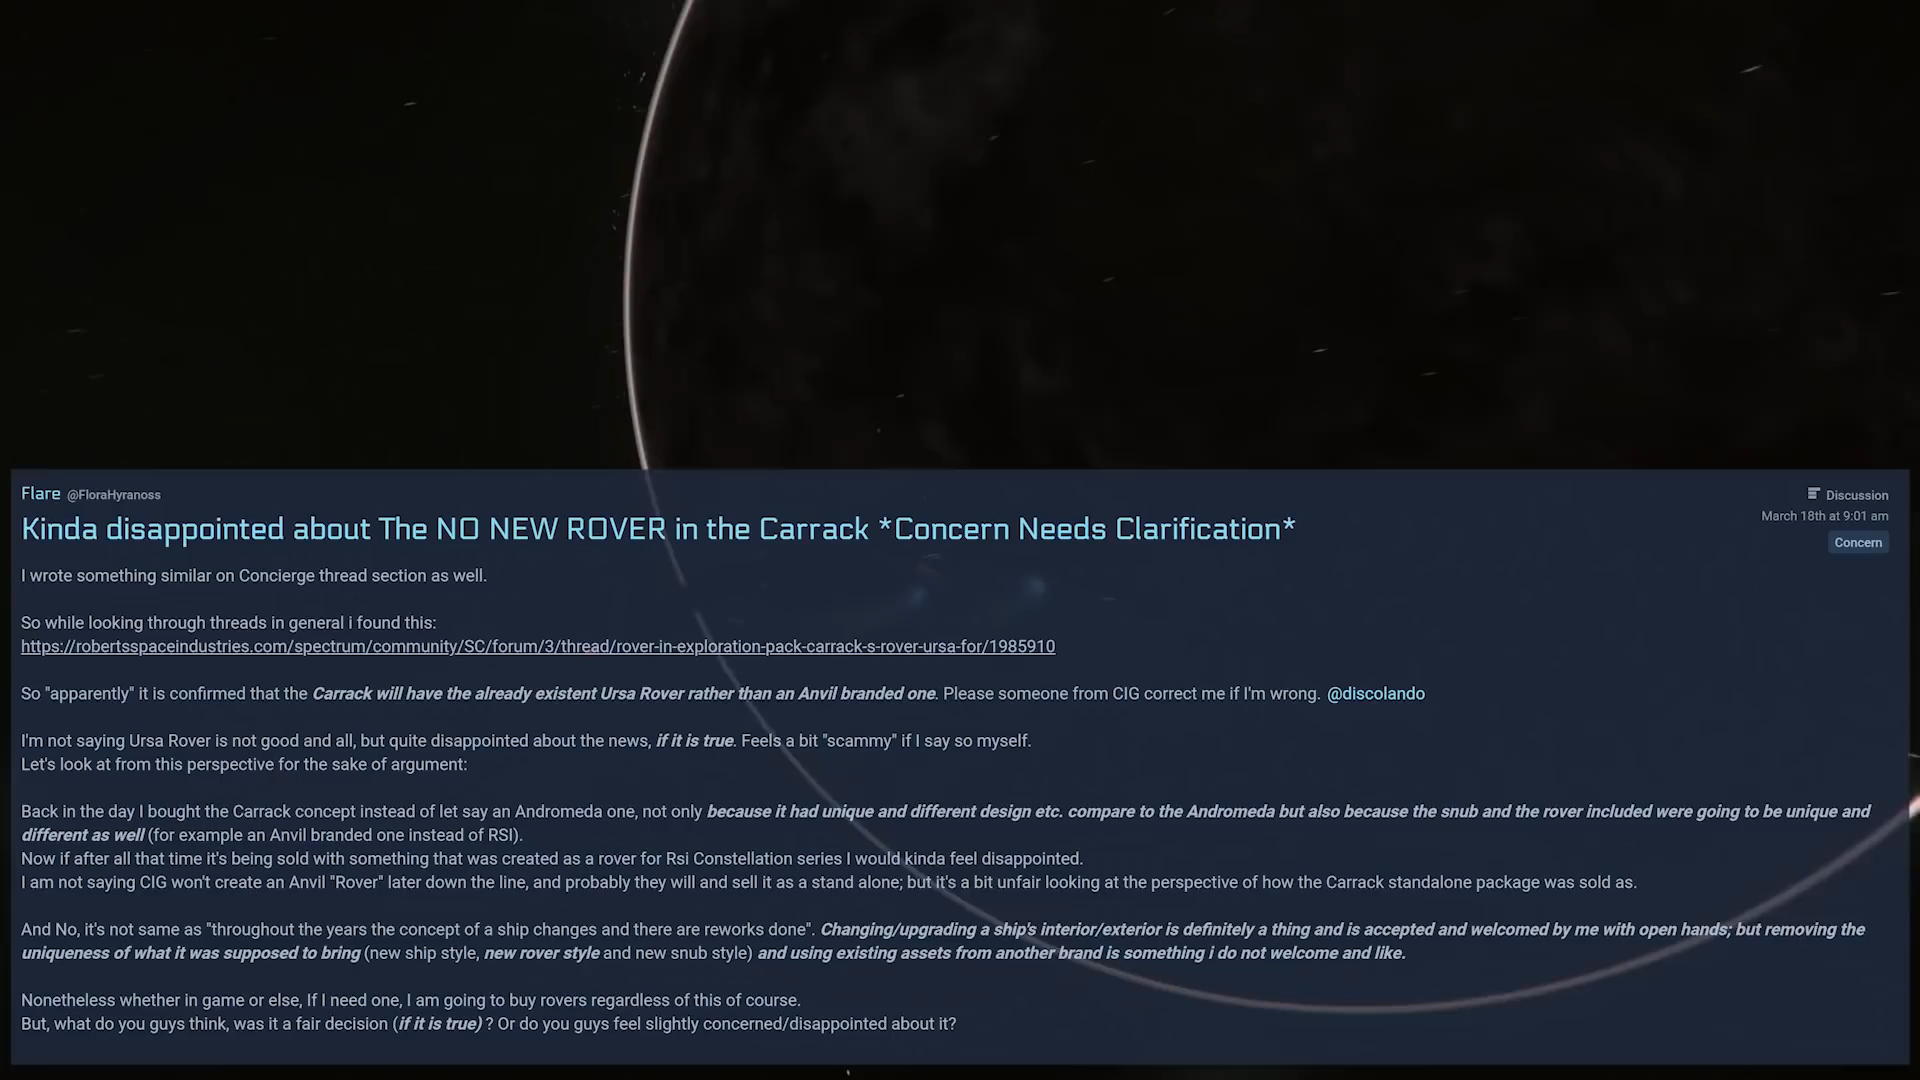 Flare @FloraHyranoss
Discussion
Kinda disappointed about The NO NEW ROVER in the Carrack *Concern Needs Clarification*
March 18th at 9:01 am
Concern
I wrote something similar on Concierge thread section as well.
So while looking through threads in general i found this:
https://robertsspaceindustries.com/spectrum/community/SC/forum/3/thread/rover-in-exploration-pack-carrack-s-rover-ursa-for/1985910
So "apparently" it is confirmed that the Carrack will have the already existent Ursa Rover rather than an Anvil branded one. Please someone from CIG correct me if I'm wrong. @discolando
I'm not saying Ursa Rover is not good and all, but quite disappointed about the news, if it is true. Feels a bit "scammy" if I say so myself.
Let's look at from this perspective for the sake of argument:
Back in the day I bought the Carrack concept instead of let say an Andromeda one, not only because it had unique and different design etc. compare to the Andromeda but also because the snub and the rover included were going to be unique and
different as well (for example an Anvil branded one instead of RSI).
Now if after all that time it's being sold with something that was created as a rover for Rsi Constellation series I would kinda feel disappointed.
I am not saying CIG won't create an Anvil "Rover" later down the line, and probably they will and sell it as a stand alone; but it's a bit unfair looking at the perspective of how the Carrack standalone package was sold as.
And No, it's not same as "throughout the years the concept of a ship changes and there are reworks done". Changing/upgrading a ship's interior/exterior is definitely a thing and is accepted and welcomed by me with open hands; but removing the
uniqueness of what it was supposed to bring (new ship style, new rover style and new snub style) and using existing assets from another brand is something i do not welcome and like.
Nonetheless whether in game or else, If I need one, I am going to buy rovers regardless of this of course.
But, what do you guys think, was it a fair decision (if it is true) ? Or do you guys feel slightly concerned/disappointed about it?